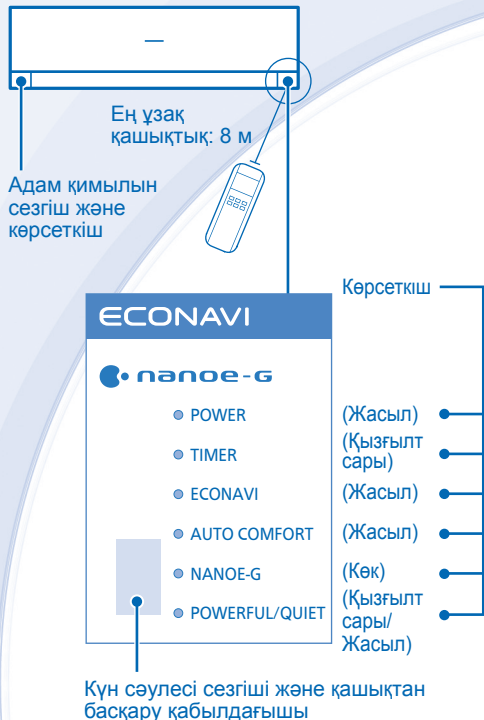 Ең ұзақ
қашықтық: 8 м
Адам қимылын
сезгіш және
көрсеткіш
Көрсеткіш
ECONAVI
nanoe-G
POWER (Жасыл)
TIMER (Қызғылт
сары)
ECONAVI (Жасыл)
AUTO COMFORT (Жасыл)
NANOE-G (Көк)
POWERFUL/QUIET (Қызғылт
сары/
Жасыл)
Күн сәулесі сезгіші және қашықтан
басқару қабылдағышы